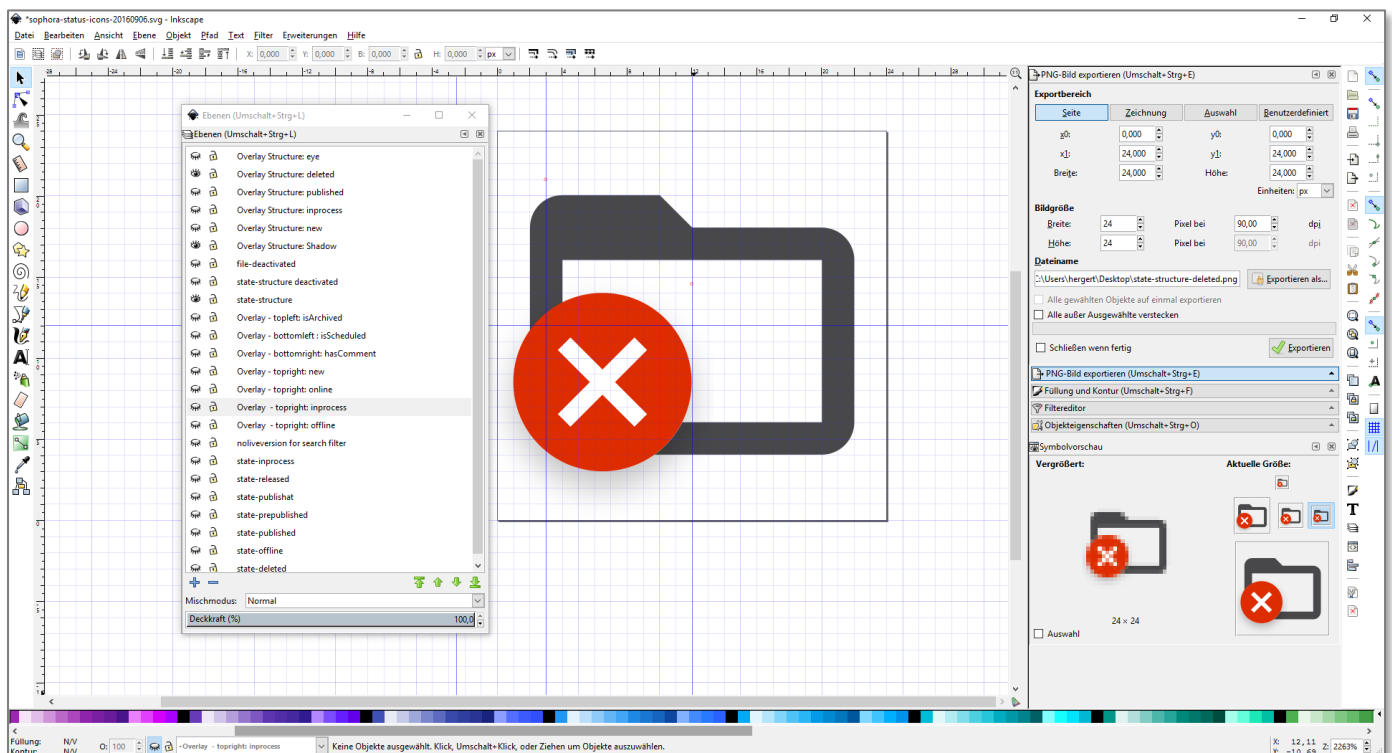 *sophora-status-icons-20160906.svg - Inkscape
Datei Bearbeiten Ansicht Ebene Objekt Pfad Text Filter Erweiterungen Hilfe
X: 0,000 Y: 0,000 B: 0,000 H: 0,000 px
Ebenen (Umschalt+Strg+L)
Ebenen (Umschalt+Strg+L)
Overlay Structure: eye
Overlay Structure: deleted
Overlay Structure: published
Overlay Structure: inprocess
Overlay Structure: new
Overlay Structure: Shadow
file-deactivated
state-structure deactivated
state-structure
Overlay - topleft: isArchived
Overlay - bottomleft : isScheduled
Overlay - bottomright: hasComment
Overlay - topright: new
Overlay - topright: online
Overlay - topright: inprocess
Overlay - topright: offline
noliveversion for search filter
state-inprocess
state-released
state-publishat
state-prepublished
state-published
state-offline
state-deleted
Mischmodus: Normal
Deckkraft (%) 100,0
PNG-Bild exportieren (Umschalt+Strg+E)
Exportbereich
Seite Zeichnung Auswahl Benutzerdefiniert
x0: 0,000 y0: 0,000
x1: 24,000 y1: 24,000
Breite: 24,000 Höhe: 24,000
Einheiten: px
Bildgröße
Breite: 24 Pixel bei 90,00 dpi
Höhe: 24 Pixel bei 90,00 dpi
Dateiname
:\Users\hergert\Desktop\state-structure-deleted.png Exportieren als...
Alle gewählten Objekte auf einmal exportieren
Alle außer Ausgewählte verstecken
Schließen wenn fertig Exportieren
PNG-Bild exportieren (Umschalt+Strg+E)
Füllung und Kontur (Umschalt+Strg+F)
Filtereditor
Objekteigenschaften (Umschalt+Strg+O)
Symbolvorschau
Vergrößert: Aktuelle Größe:
24 × 24
Auswahl
Füllung: N/V
Kontur: N/V
O: 100 -Overlay - topright: inprocess Keine Objekte ausgewählt. Klick, Umschalt+Klick, oder Ziehen um Objekte auszuwählen.
X: 12,11 Z: 2263%
Y: -10,69